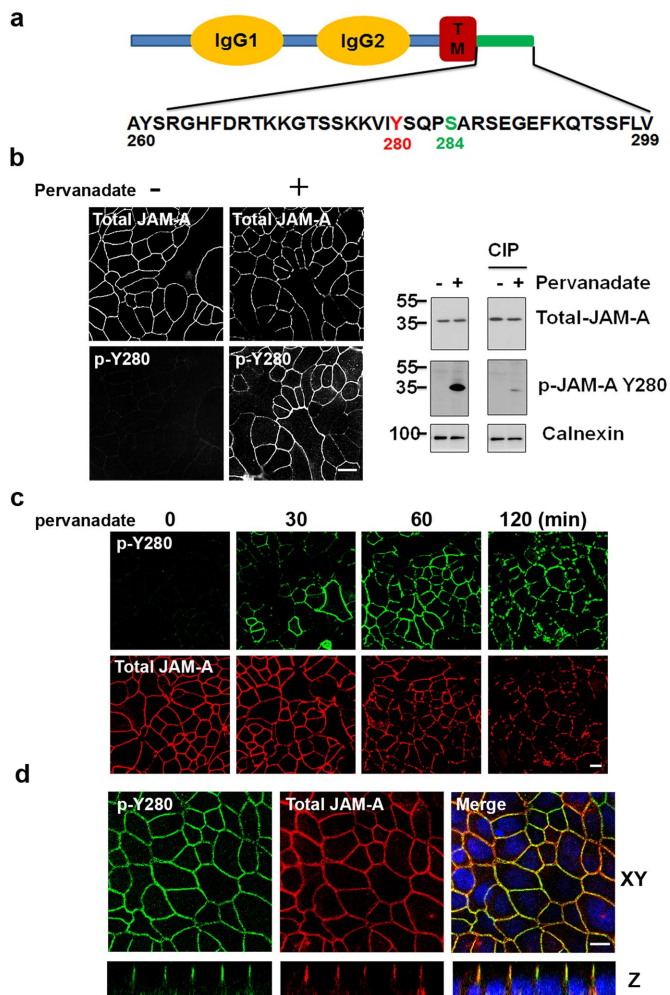 a
IgG1 IgG2 T M
AYSRGHFDRTKKGTSSKKVIYSQPSARSEGEFKQTSSFLV
260 280 284 299
b
Pervanadate - +
Total JAM-A
p-Y280 p-Y280
CIP
- + - + Pervanadate
55
35 Total-JAM-A
55
35 p-JAM-A Y280
100 Calnexin
c
pervanadate 0 30 60 120 (min)
p-Y280
Total JAM-A
d
p-Y280 Total JAM-A Merge
XY
Z